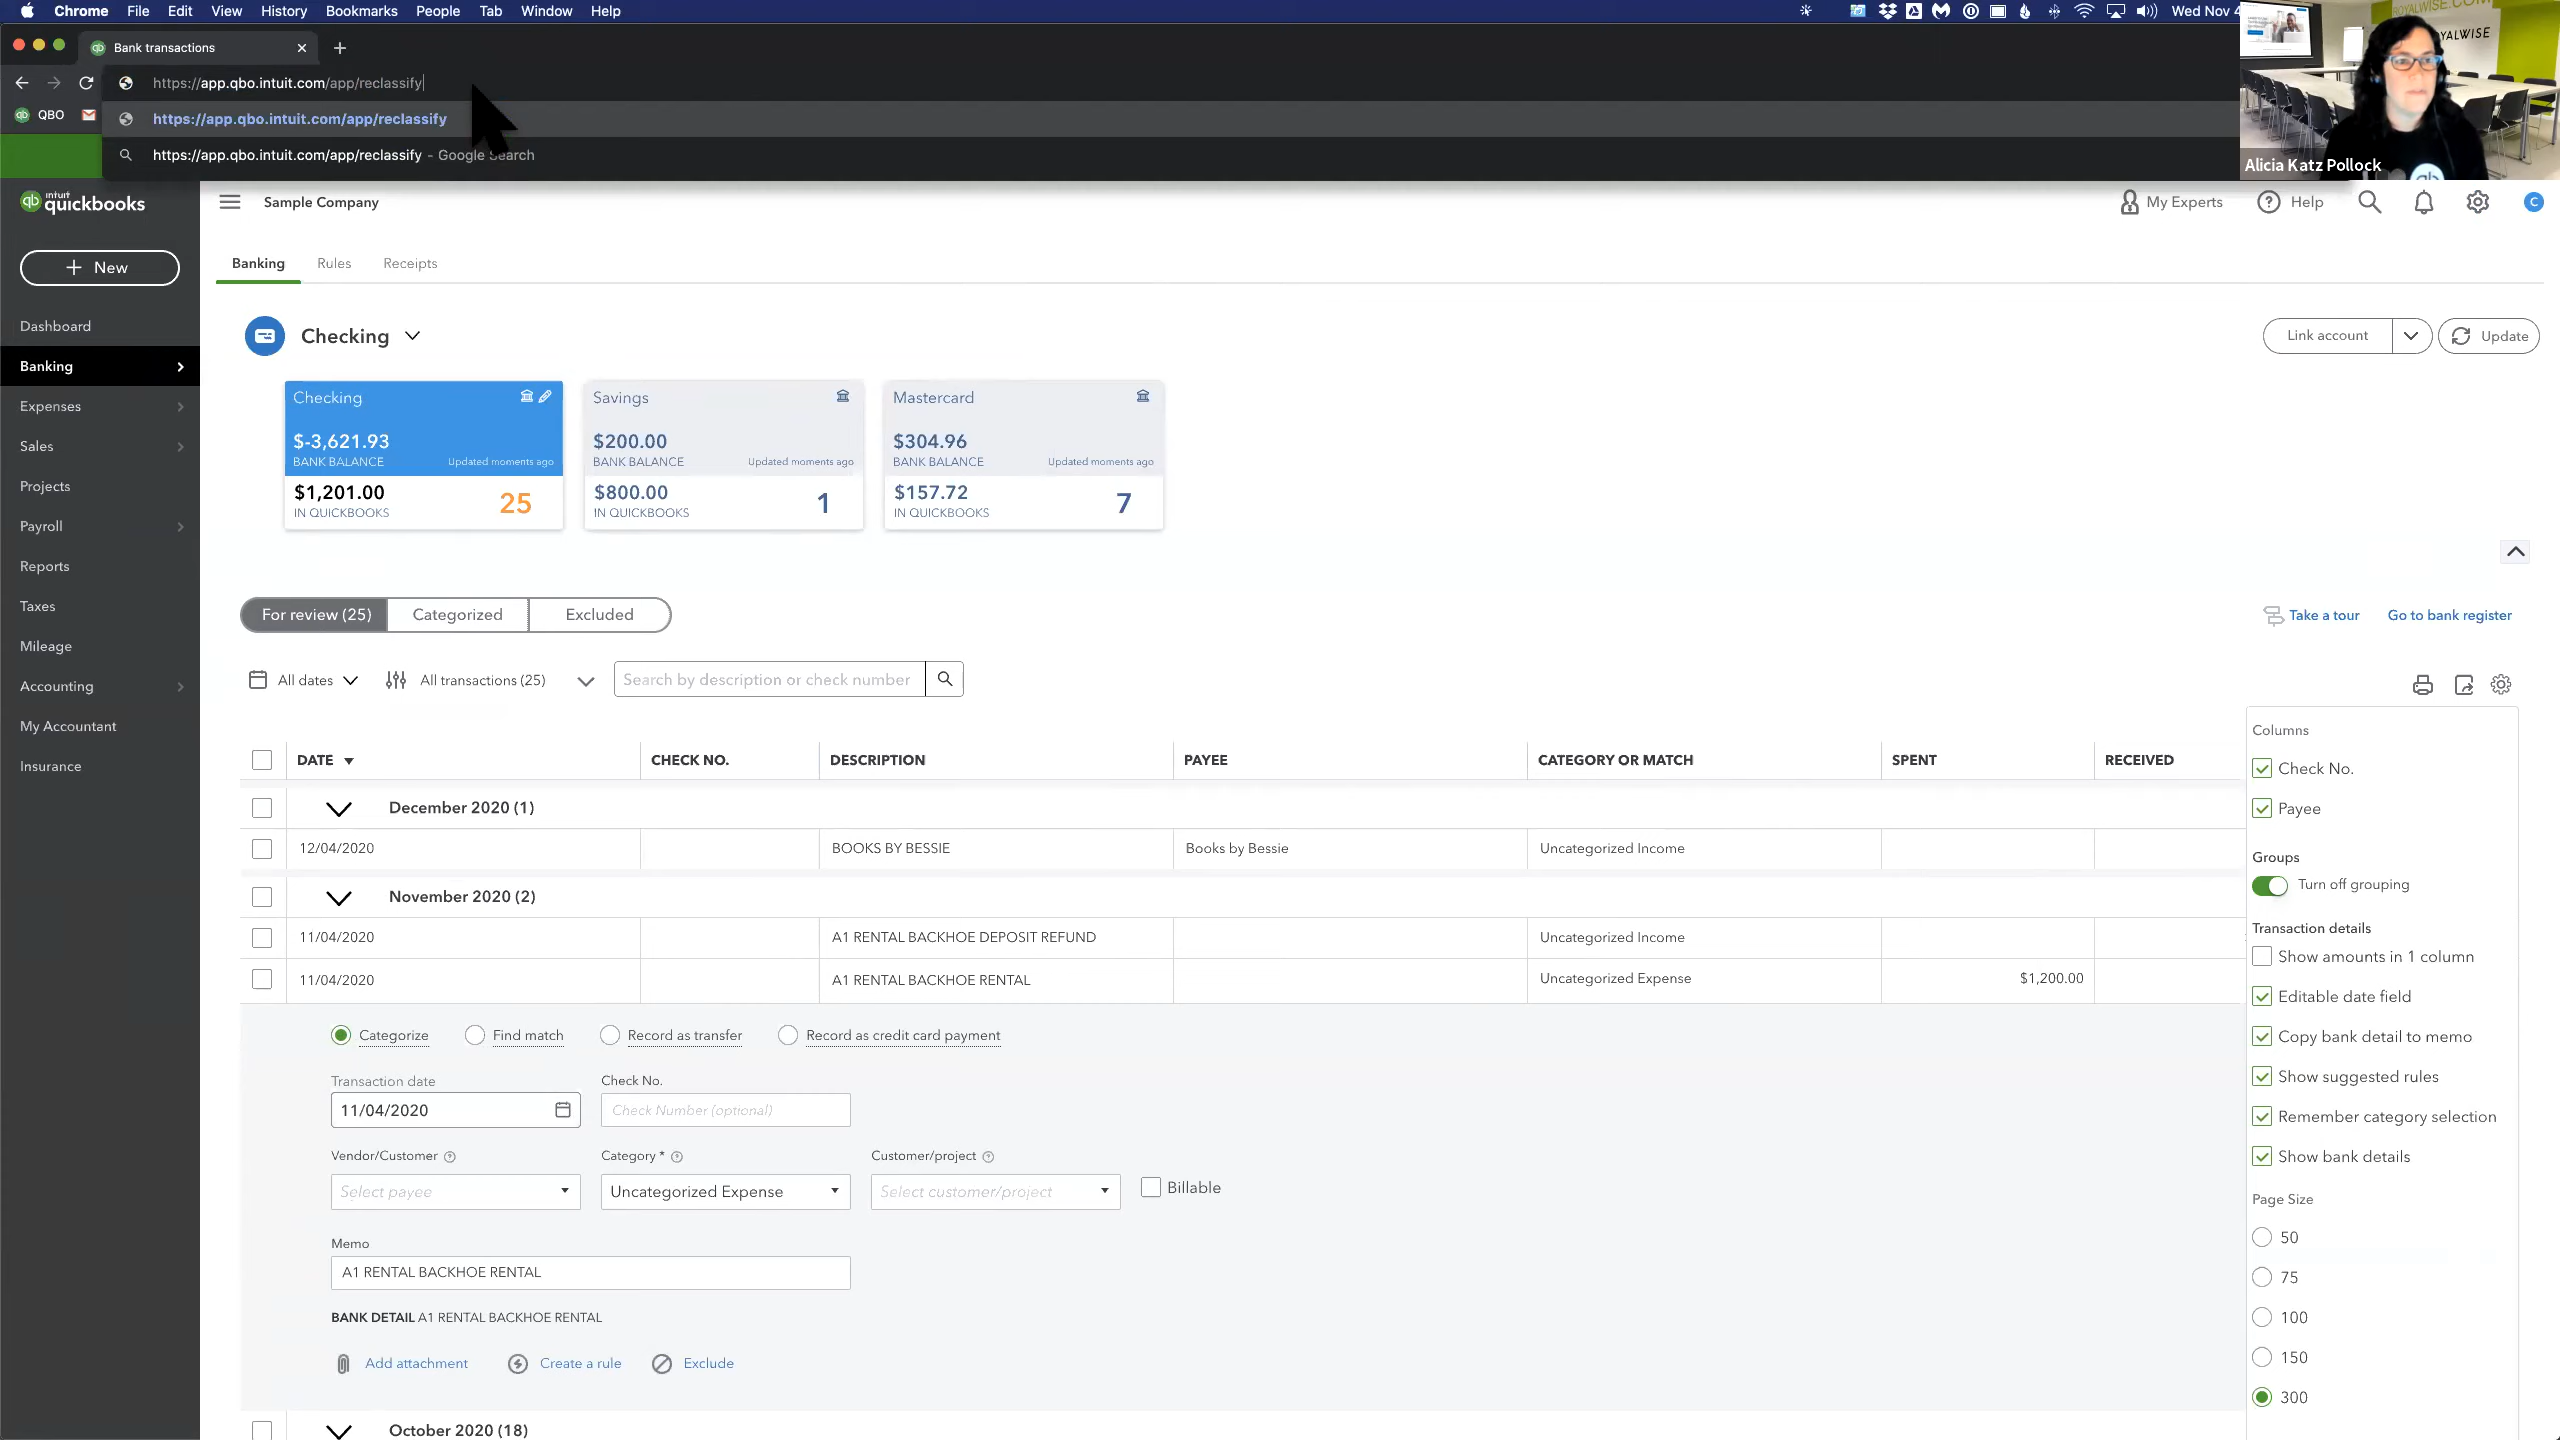 Chrome File Edit View History Bookmarks People Tab Window Help Wed Nov 4
Bank transactions
https://app.qbo.intuit.com/app/reclassify
QBO
https://app.qbo.intuit.com/app/reclassify
https://app.qbo.intuit.com/app/reclassify - Google Search
ROYALWISE.COM
ROYALWISE
Alicia Katz Pollock
intuit
quickbooks
Sample Company
My Experts
Help
C
New
Banking Rules Receipts
Dashboard
Banking
Expenses
Sales
Projects
Payroll
Reports
Taxes
Mileage
Accounting
My Accountant
Insurance
Checking
Link account
Update
Checking
$-3,621.93
BANK BALANCE Updated moments ago
$1,201.00
IN QUICKBOOKS
25
Savings
$200.00
BANK BALANCE Updated moments ago
$800.00
IN QUICKBOOKS
1
Mastercard
$304.96
BANK BALANCE Updated moments ago
$157.72
IN QUICKBOOKS
7
For review (25) Categorized Excluded
Take a tour Go to bank register
All dates All transactions (25) Search by description or check number
DATE CHECK NO. DESCRIPTION PAYEE CATEGORY OR MATCH SPENT RECEIVED
December 2020 (1)
12/04/2020 BOOKS BY BESSIE Books by Bessie Uncategorized Income
November 2020 (2)
11/04/2020 A1 RENTAL BACKHOE DEPOSIT REFUND Uncategorized Income
11/04/2020 A1 RENTAL BACKHOE RENTAL Uncategorized Expense $1,200.00
Categorize Find match Record as transfer Record as credit card payment
Transaction date Check No.
11/04/2020 Check Number (optional)
Vendor/Customer Category * Customer/project
Select payee Uncategorized Expense Select customer/project Billable
Memo
A1 RENTAL BACKHOE RENTAL
BANK DETAIL A1 RENTAL BACKHOE RENTAL
Add attachment Create a rule Exclude
October 2020 (18)
Columns
Check No.
Payee
Groups
Turn off grouping
Transaction details
Show amounts in 1 column
Editable date field
Copy bank detail to memo
Show suggested rules
Remember category selection
Show bank details
Page Size
50
75
100
150
300